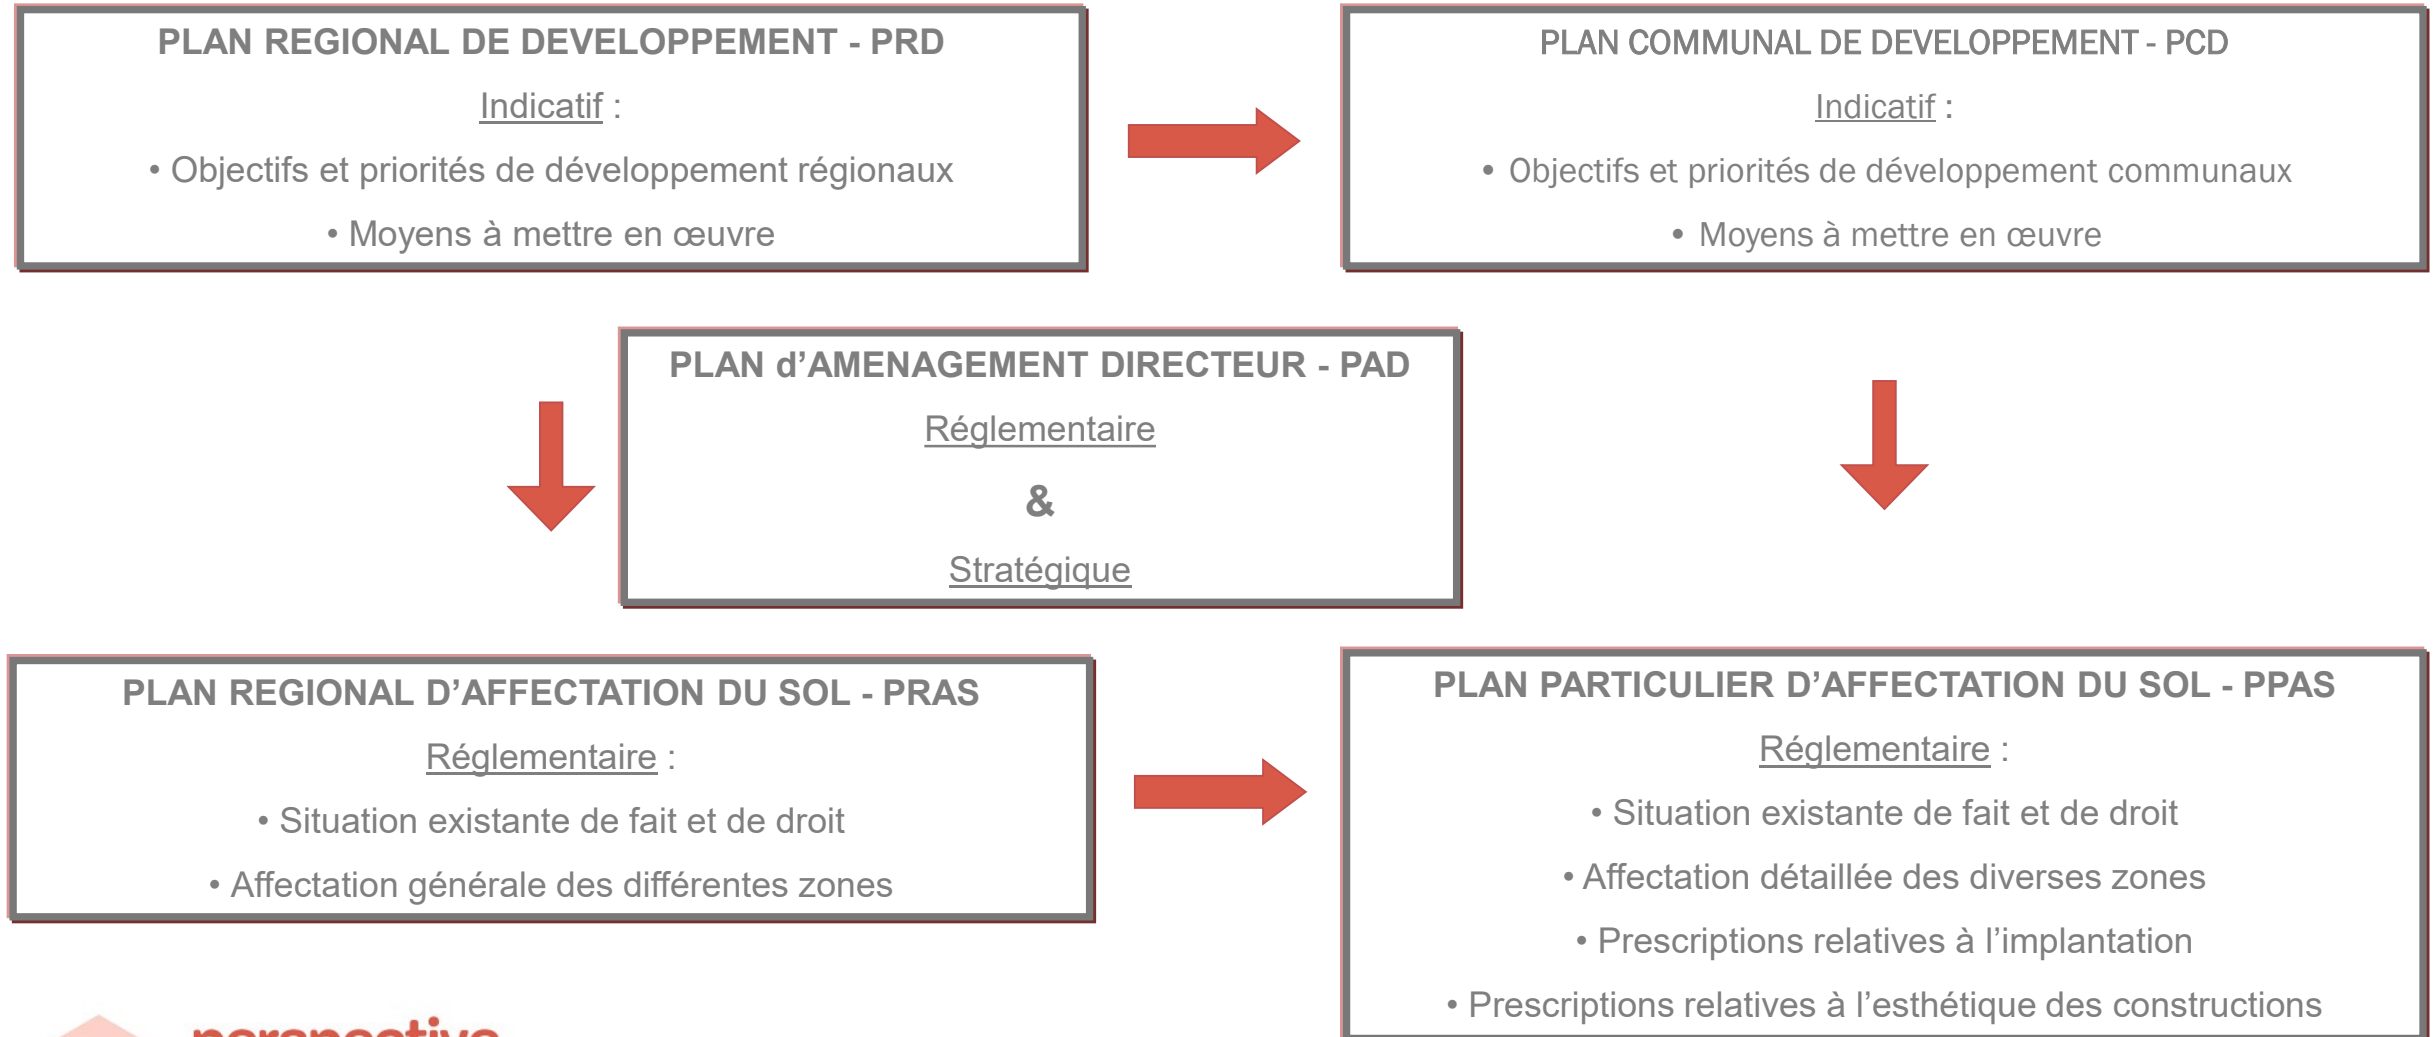 PLAN REGIONAL DE DEVELOPPEMENT - PRD
Indicatif :
• Objectifs et priorités de développement régionaux
• Moyens à mettre en œuvre
PLAN COMMUNAL DE DEVELOPPEMENT - PCD
Indicatif :
• Objectifs et priorités de développement communaux
• Moyens à mettre en œuvre
PLAN d’AMENAGEMENT DIRECTEUR - PAD
Réglementaire
&
Stratégique
PLAN REGIONAL D’AFFECTATION DU SOL - PRAS
Réglementaire :
• Situation existante de fait et de droit
• Affectation générale des différentes zones
PLAN PARTICULIER D’AFFECTATION DU SOL - PPAS
Réglementaire :
• Situation existante de fait et de droit
• Affectation détaillée des diverses zones
• Prescriptions relatives à l’implantation
• Prescriptions relatives à l’esthétique des constructions
perspective